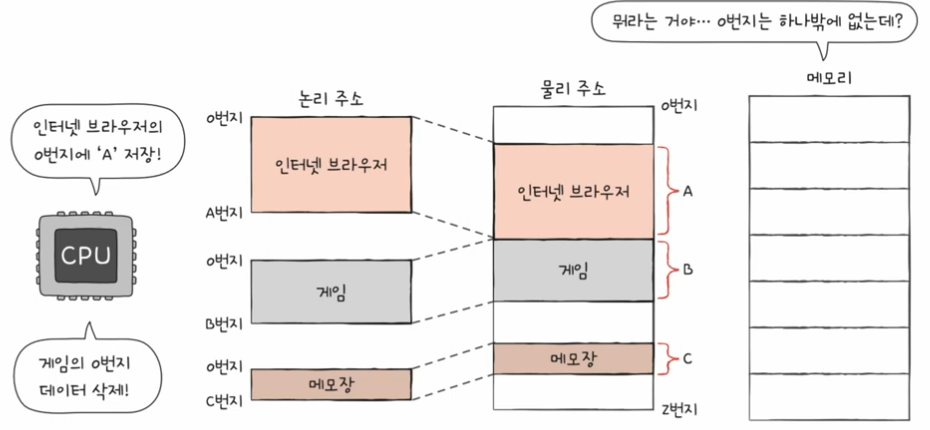 뭐라는 거야… 0번지는 하나밖에 없는데?
메모리
논리 주소
물리 주소
0번지
0번지
인터넷 브라우저의
0번지에 'A' 저장!
인터넷 브라우저
인터넷 브라우저
A
A번지
CPU
0번지
게임
게임
B
B번지
게임의 0번지
데이터 삭제!
0번지
메모장
메모장
C
C번지
Z번지